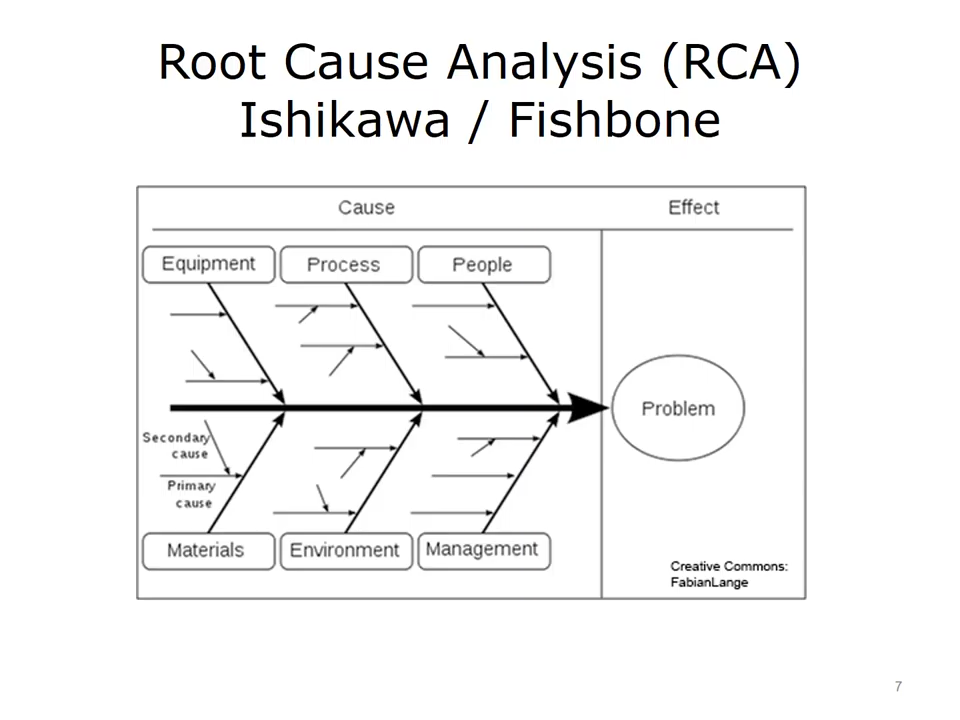 Root Cause Analysis (RCA)
Ishikawa / Fishbone
Cause
Effect
Equipment
Process
People
Problem
Secondary
cause
Primary
cause
Materials
Environment
Management
Creative Commons:
FabianLange
7